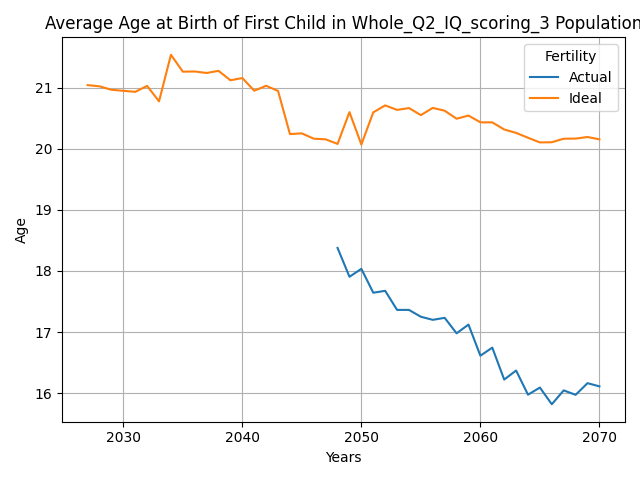 Average Age at Birth of First Child in Whole_Q2_IQ_scoring_3 Population
Fertility
Actual
Ideal
21
20
19
18
17
16
Age
2030
2040
2050
2060
2070
Years